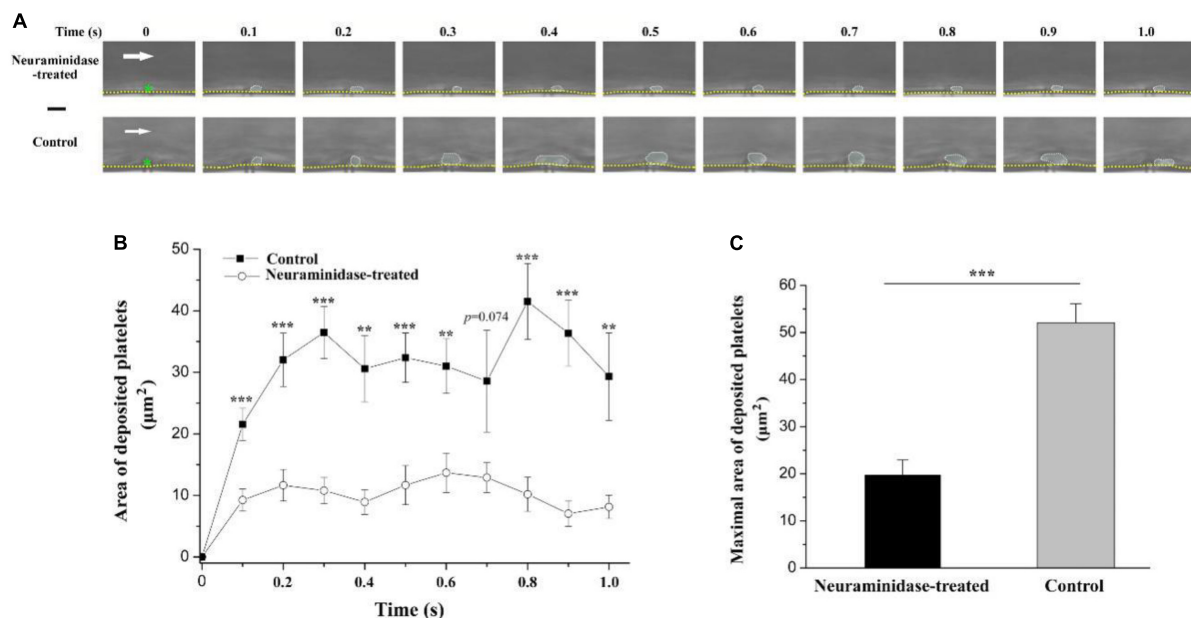 A
Time (s) 0 0.1 0.2 0.3 0.4 0.5 0.6 0.7 0.8 0.9 1.0
Neuraminidase
-treated
Control
B
Control
Neuraminidase-treated
Area of deposited platelets
(μm²)
50
40
30
20
10
0
***
***
***
**
***
**
p=0.074
***
***
**
0 0.2 0.4 0.6 0.8 1.0
Time (s)
C
***
Maximal area of deposited platelets
(μm²)
60
50
40
30
20
10
0
Neuraminidase-treated Control